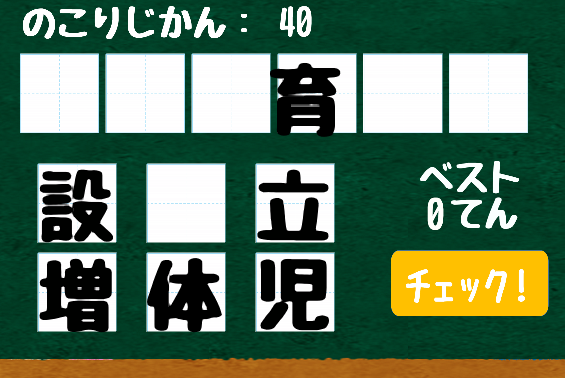 のこりじかん： 40
育
設 立
増 体 児
ベスト
0てん
チェック！